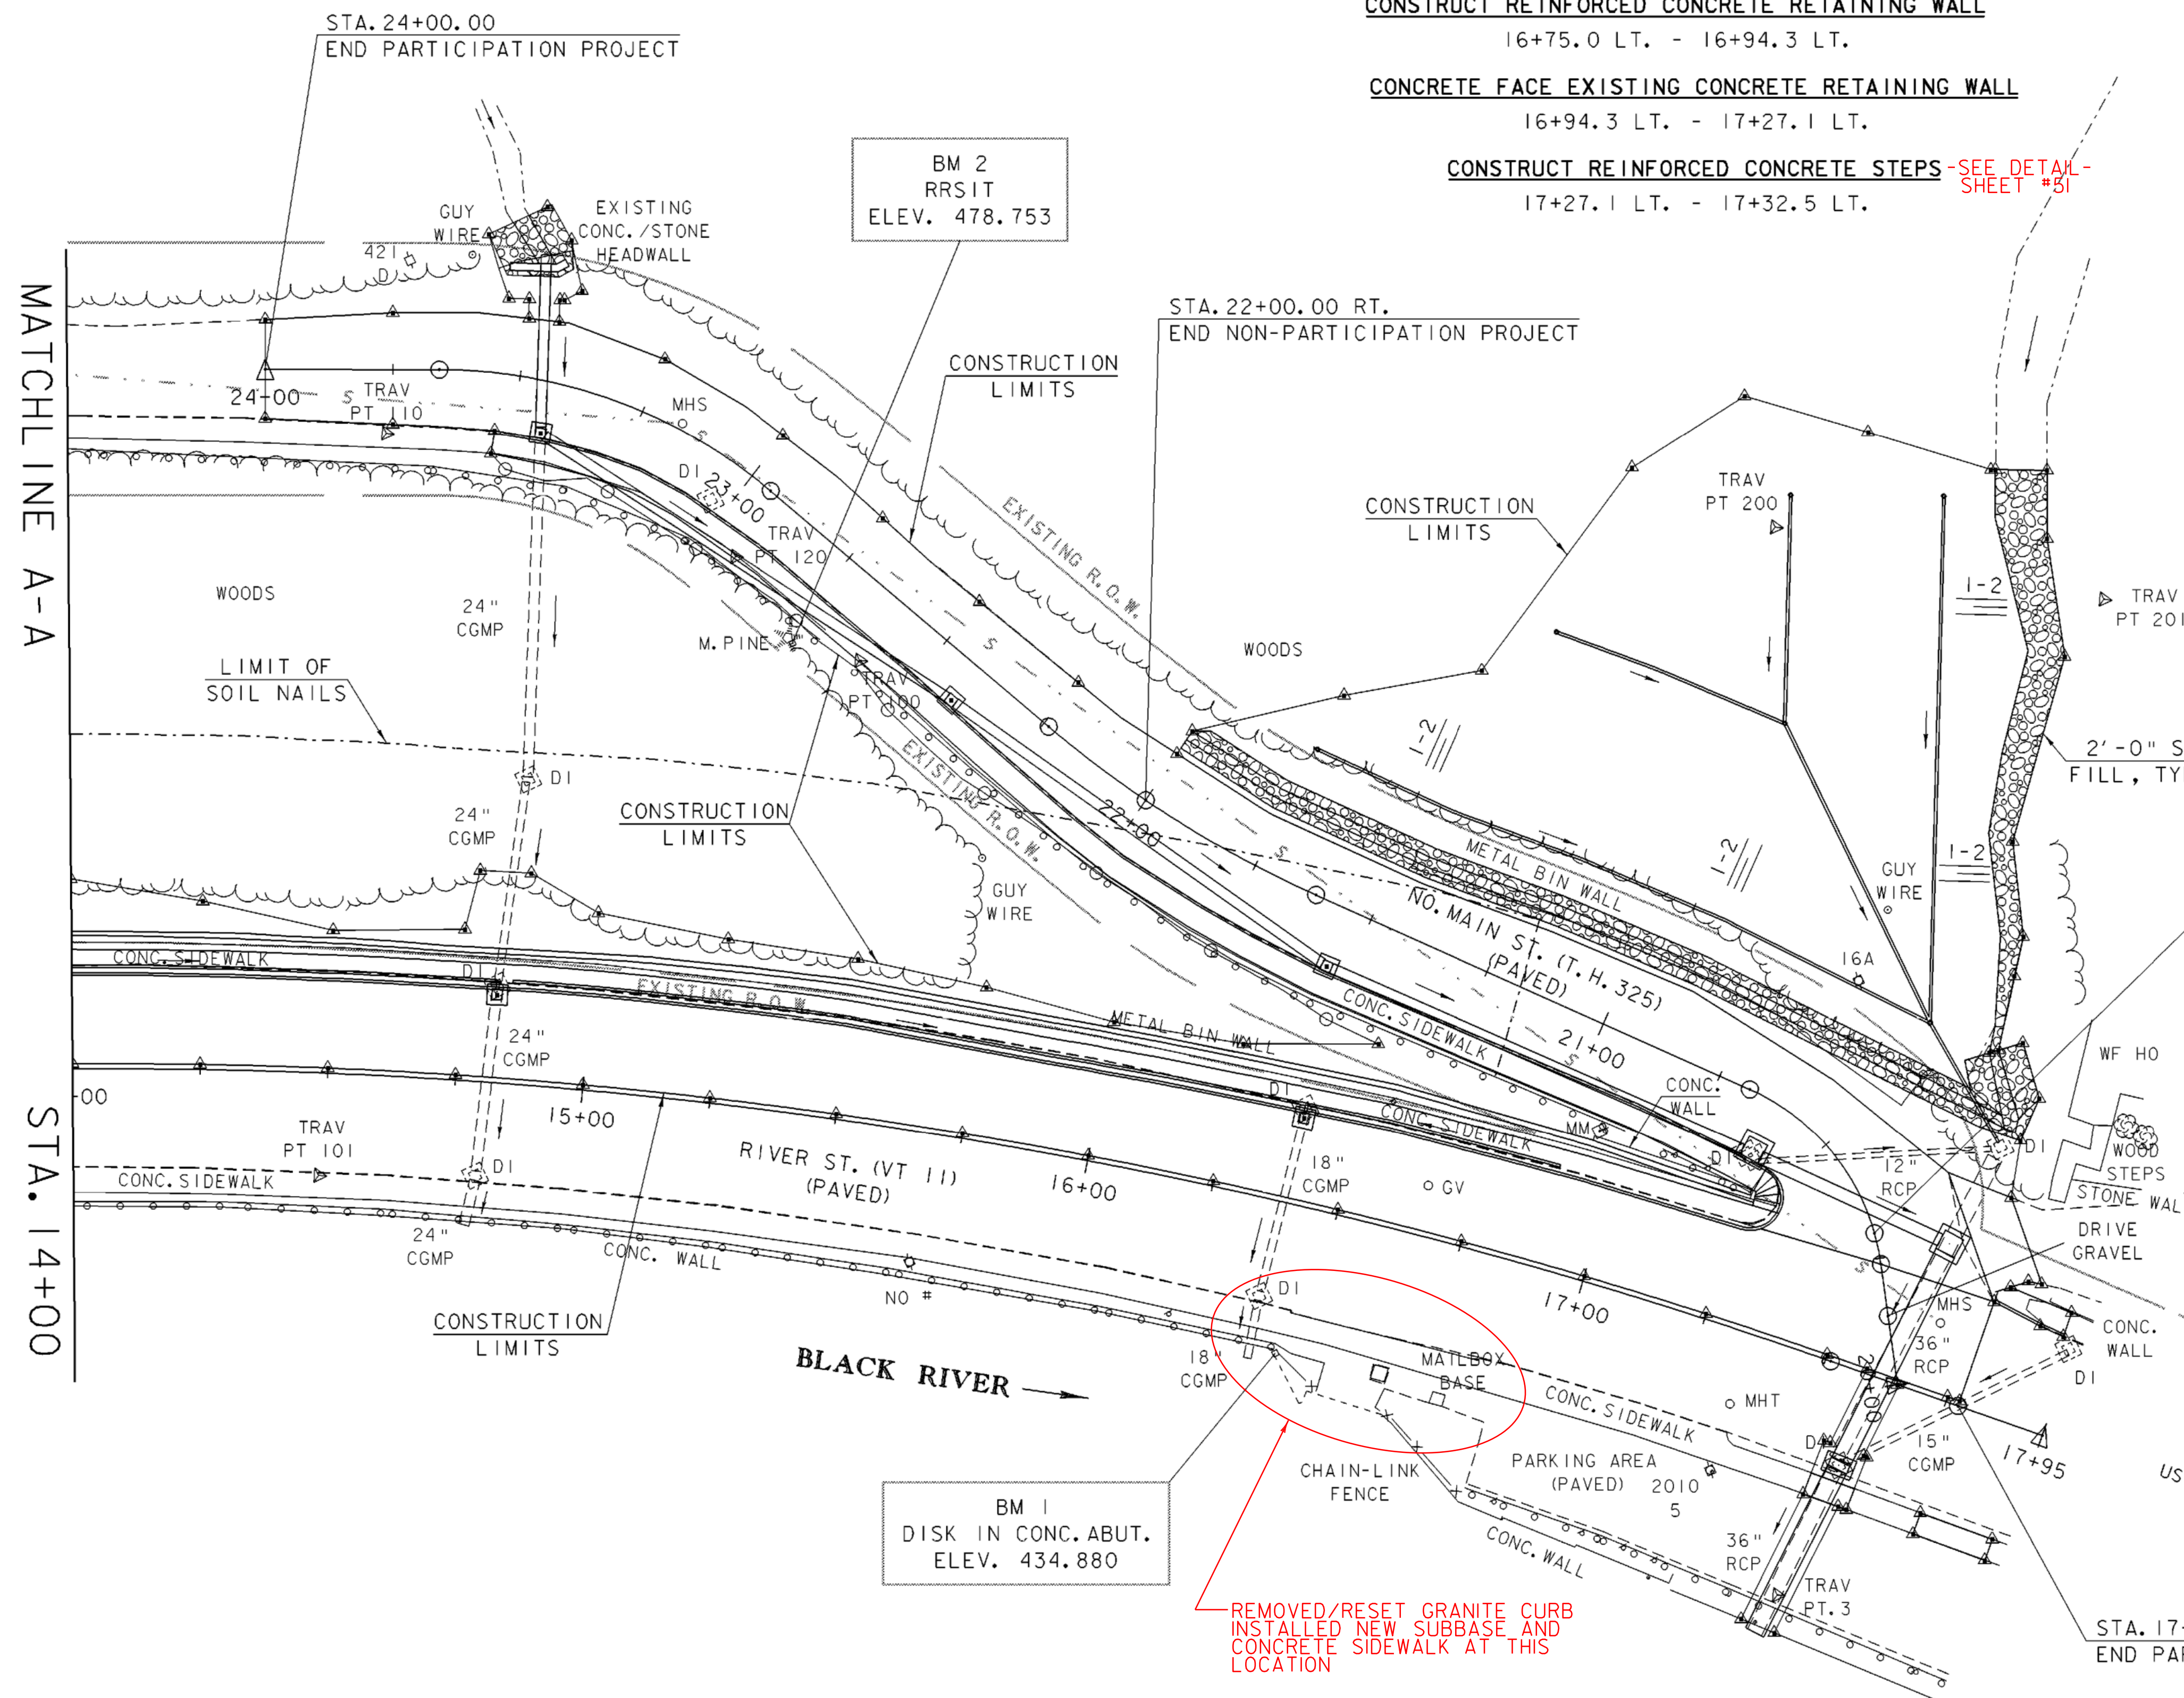 CONSTRUCT REINFORCED CONCRETE RETAINING WALL
16+75.0 LT. - 16+94.3 LT.
CONCRETE FACE EXISTING CONCRETE RETAINING WALL
16+94.3 LT. - 17+27.1 LT.
CONSTRUCT REINFORCED CONCRETE STEPS -SEE DETAIL-
SHEET #51
17+27.1 LT. - 17+32.5 LT.
STA. 24+00.00
END PARTICIPATION PROJECT
BM 2
RRSIT
ELEV. 478.753
GUY
WIRE
EXISTING
CONC./STONE
HEADWALL
421
D
STA. 22+00.00 RT.
END NON-PARTICIPATION PROJECT
CONSTRUCTION
LIMITS
MATCHLINE A-A
STA. 14+00
24+00
S
TRAV
PT 110
MHS
S
DI
23+00
TRAV
PT 120
EXISTING R.O.W.
CONSTRUCTION
LIMITS
TRAV
PT 200
1-2
TRAV
PT 201
WOODS
24"
CGMP
M. PINE
S
WOODS
LIMIT OF
SOIL NAILS
TRAV
PT 100
EXISTING R.O.W.
1-2
2'-0" S
FILL, TY
DI
24"
CGMP
CONSTRUCTION
LIMITS
22+00
S
METAL BIN WALL
1-2
1-2
GUY
WIRE
GUY
WIRE
NO. MAIN ST. (T.H. 325)
(PAVED)
16A
CONC. SIDEWALK
DI
EXISTING R.O.W.
METAL BIN WALL
CONC. SIDEWALK
21+00
S
24"
CGMP
WF HO
00
15+00
DI
CONC.
WALL
CONC. SIDEWALK
MM
DI
DI
WOOD
STEPS
STONE WAL
TRAV
PT 101
DI
RIVER ST. (VT 11)
(PAVED)
16+00
18"
CGMP
GV
12"
RCP
CONC. SIDEWALK
DRIVE
GRAVEL
24"
CGMP
CONC. WALL
NO #
DI
17+00
S
MHS
CONC.
WALL
36"
RCP
DI
CONSTRUCTION
LIMITS
BLACK RIVER
18"
CGMP
MAILBOX
BASE
CONC. SIDEWALK
MHT
20+00
17+95
15"
CGMP
US
CHAIN-LINK
FENCE
PARKING AREA
(PAVED)
2010
5
BM 1
DISK IN CONC. ABUT.
ELEV. 434.880
CONC. WALL
36"
RCP
TRAV
PT. 3
REMOVED/RESET GRANITE CURB
INSTALLED NEW SUBBASE AND
CONCRETE SIDEWALK AT THIS
LOCATION
STA. 17
END PA